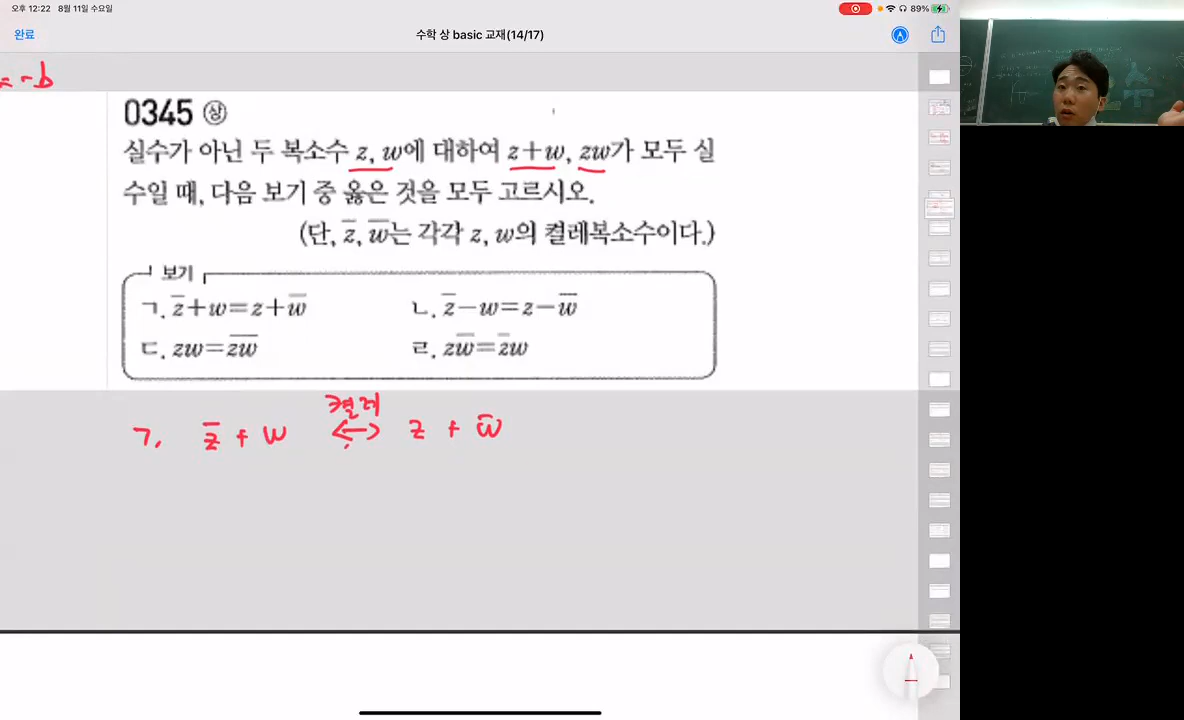 오후 12:22 8월 11일 수요일
89%
완료
수학 상 basic 교재(14/17)
= -b
0345 상
실수가 아닌 두 복소수 z, w에 대하여 z+w, zw가 모두 실
수일 때, 다음 보기 중 옳은 것을 모두 고르시오.
(단, z̅, w̅는 각각 z, w의 켤레복소수이다.)
보기
ㄱ. z̅+w=z+w̅
ㄴ. z̅-w=z-w̅
ㄷ. zw=z̅w̅
ㄹ. zw̅=z̅w
켤레
ㄱ. z̅ + w ↔ z + w̅